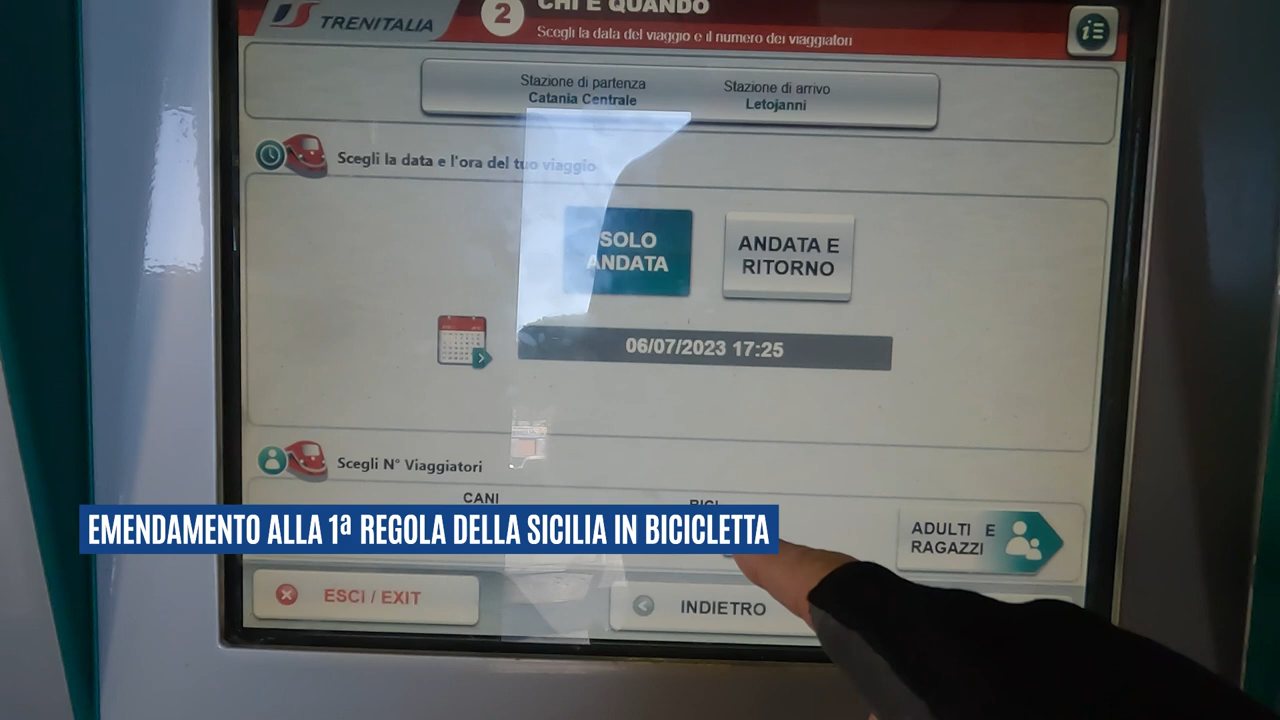 TRENITALIA
2
CHI E QUANDO
Scegli la data del viaggio e il numero dei viaggiatori
Stazione di partenza
Catania Centrale
Stazione di arrivo
Letojanni
Scegli la data e l'ora del tuo viaggio
SOLO
ANDATA
ANDATA E
RITORNO
06/07/2023 17:25
Scegli N° Viaggiatori
CANI
BICI
EMENDAMENTO ALLA 1ª REGOLA DELLA SICILIA IN BICICLETTA
ADULTI E
RAGAZZI
ESCI / EXIT
INDIETRO